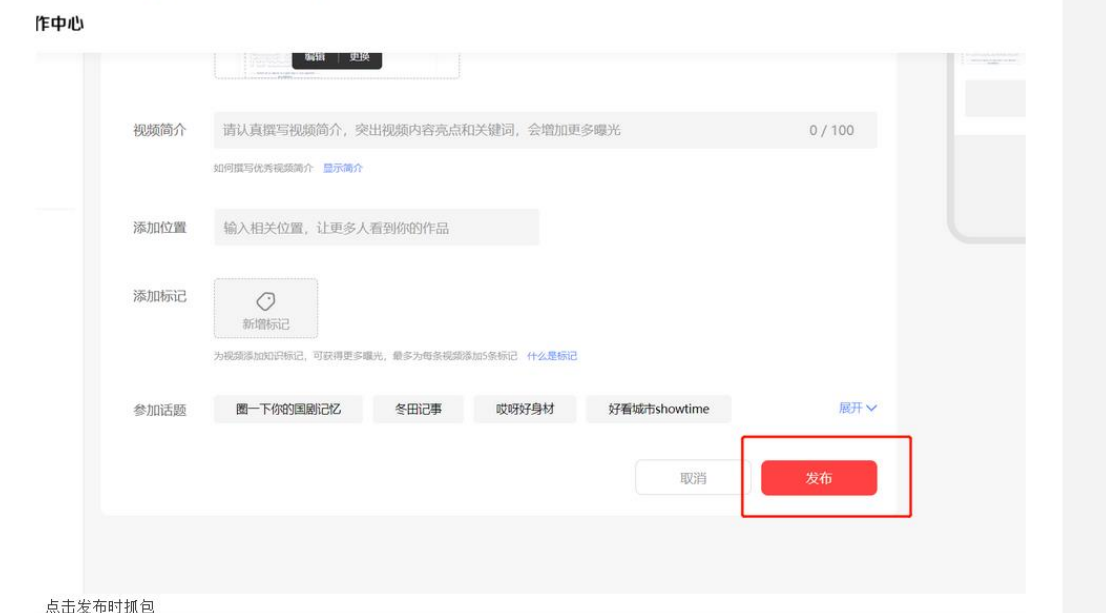 作中心
编辑 更换
视频简介 请认真撰写视频简介，突出视频内容亮点和关键词，会增加更多曝光 0 / 100
如何撰写优秀视频简介 显示简介
添加位置 输入相关位置，让更多人看到你的作品
添加标记
新增标记
为视频添加知识标记，可获得更多曝光，最多为每条视频添加5条标记 什么是标记
参加话题 圈一下你的国剧记忆 冬田记事 哎呀好身材 好看城市showtime 展开
取消 发布
点击发布时抓包